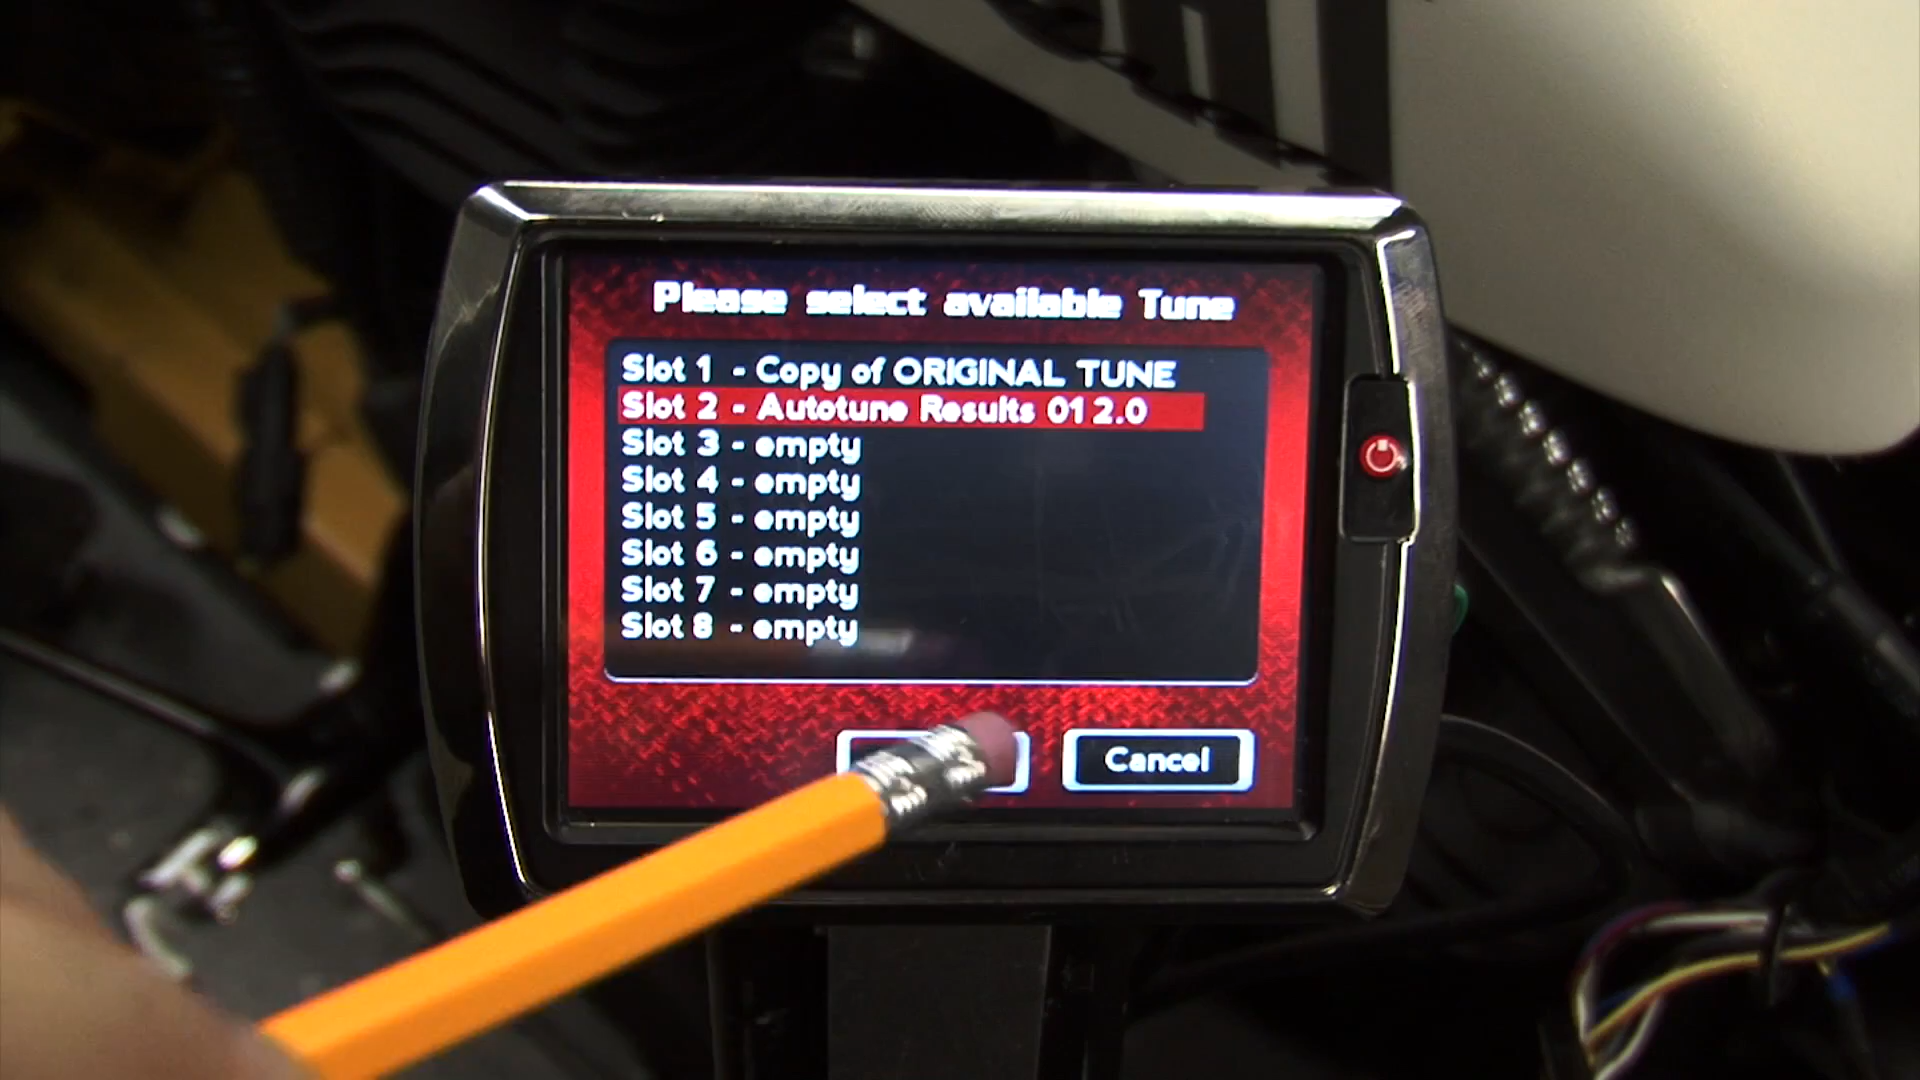 Please select available Tune
Slot 1 - Copy of ORIGINAL TUNE
Slot 2 - Autotune Results 01 2.0
Slot 3 - empty
Slot 4 - empty
Slot 5 - empty
Slot 6 - empty
Slot 7 - empty
Slot 8 - empty
Cancel